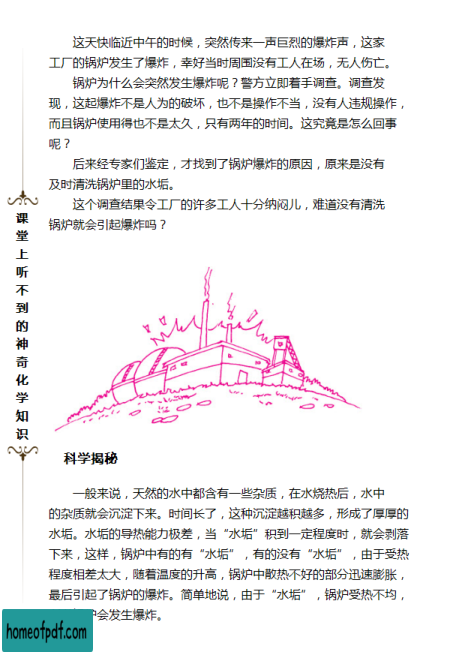 这天快临近中午的时候，突然传来一声巨烈的爆炸声，这家
工厂的锅炉发生了爆炸，幸好当时周围没有工人在场，无人伤亡。
锅炉为什么会突然发生爆炸呢？警方立即着手调查。调查发
现，这起爆炸不是人为的破坏，也不是操作不当，没有人违规操作，
而且锅炉使用得也不是太久，只有两年的时间。这究竟是怎么回事
呢？
后来经专家们鉴定，才找到了锅炉爆炸的原因，原来是没有
及时清洗锅炉里的水垢。
这个调查结果令工厂的许多工人十分纳闷儿，难道没有清洗
锅炉就会引起爆炸吗？
课堂上听不到的神奇化学知识
科学揭秘
一般来说，天然的水中都含有一些杂质，在水烧热后，水中
的杂质就会沉淀下来。时间长了，这种沉淀越积越多，形成了厚厚的
水垢。水垢的导热能力极差，当“水垢”积到一定程度时，就会剥落
下来，这样，锅炉中有的有“水垢”，有的没有“水垢”，由于受热
程度相差太大，随着温度的升高，锅炉中散热不好的部分迅速膨胀，
最后引起了锅炉的爆炸。简单地说，由于“水垢”，锅炉受热不均，
会发生爆炸。
homeofpdf.com